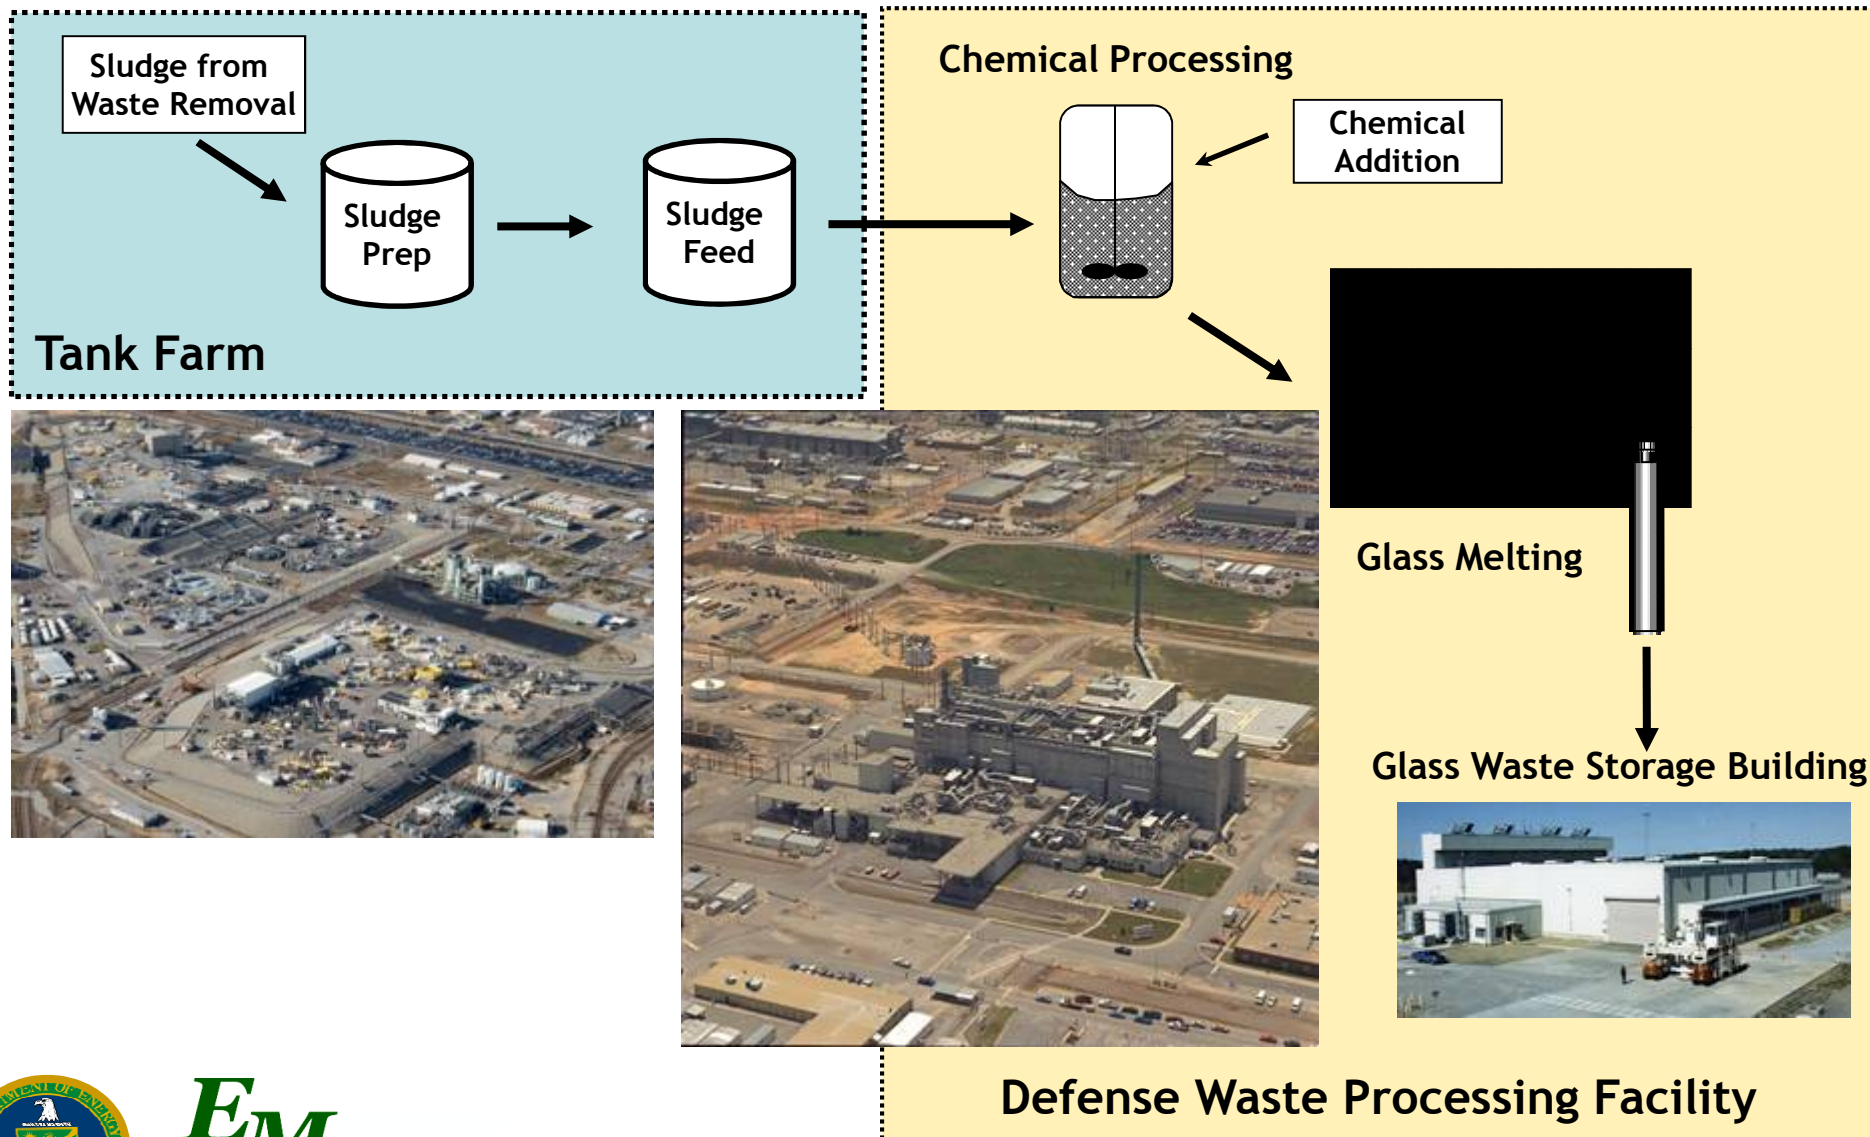 Sludge from
Waste Removal
Sludge
Prep
Sludge
Feed
Tank Farm
Chemical Processing
Chemical
Addition
Glass Melting
Glass Waste Storage Building
Defense Waste Processing Facility
EM